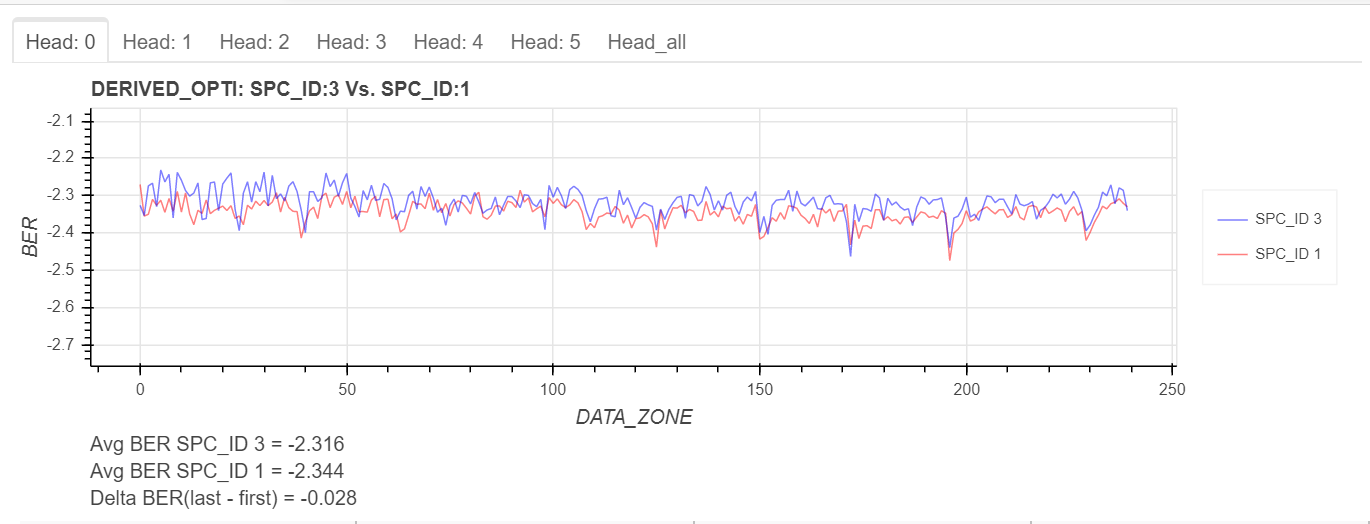 Head: 0 Head: 1 Head: 2 Head: 3 Head: 4 Head: 5 Head_all
DERIVED_OPTI: SPC_ID:3 Vs. SPC_ID:1
-2.1
-2.2
-2.3
-2.4
-2.5
-2.6
-2.7
BER
SPC_ID 3
SPC_ID 1
0 50 100 150 200 250
DATA_ZONE
Avg BER SPC_ID 3 = -2.316
Avg BER SPC_ID 1 = -2.344
Delta BER(last - first) = -0.028